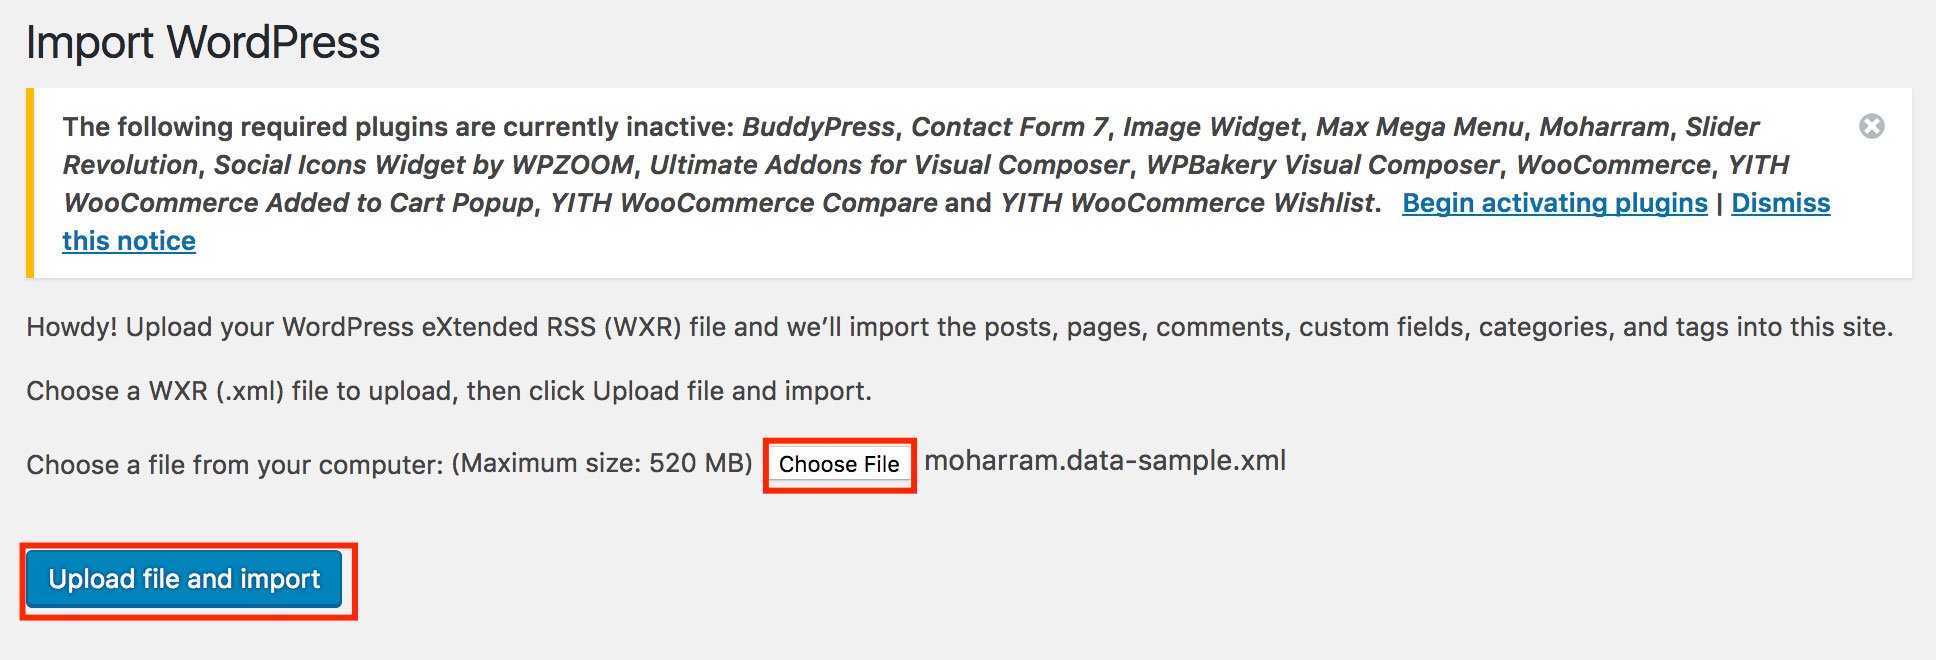 Import WordPress
The following required plugins are currently inactive: BuddyPress, Contact Form 7, Image Widget, Max Mega Menu, Moharram, Slider
Revolution, Social Icons Widget by WPZOOM, Ultimate Addons for Visual Composer, WPBakery Visual Composer, WooCommerce, YITH
WooCommerce Added to Cart Popup, YITH WooCommerce Compare and YITH WooCommerce Wishlist. Begin activating plugins | Dismiss
this notice
Howdy! Upload your WordPress eXtended RSS (WXR) file and we’ll import the posts, pages, comments, custom fields, categories, and tags into this site.
Choose a WXR (.xml) file to upload, then click Upload file and import.
Choose a file from your computer: (Maximum size: 520 MB) Choose File moharram.data-sample.xml
Upload file and import